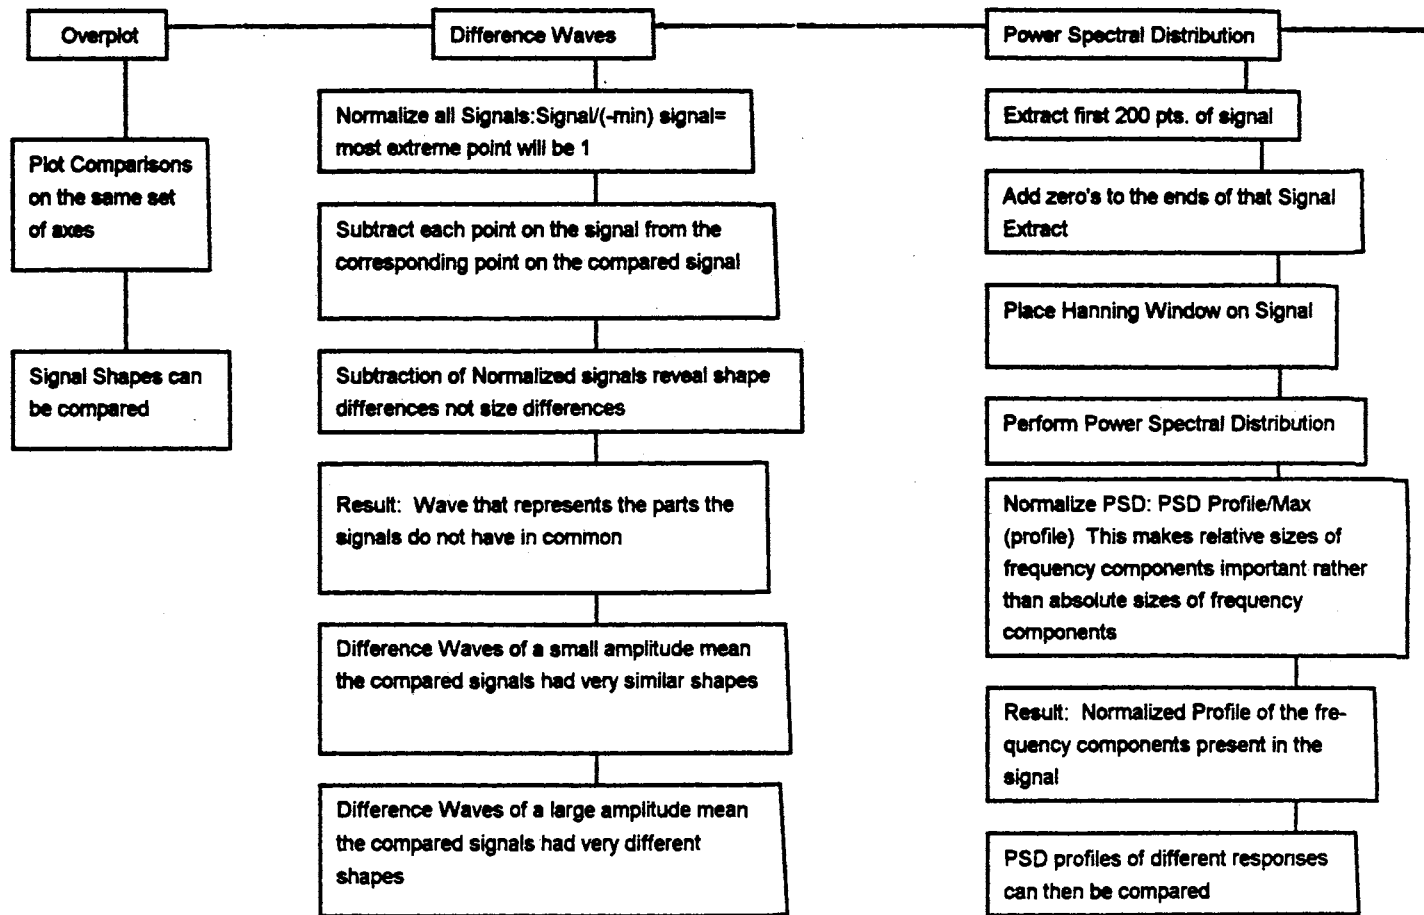 Overplot
Plot Comparisons
on the same set
of axes
Signal Shapes can
be compared
Difference Waves
Normalize all Signals:Signal/(-min) signal=
most extreme point will be 1
Subtract each point on the signal from the
corresponding point on the compared signal
Subtraction of Normalized signals reveal shape
differences not size differences
Result: Wave that represents the parts the
signals do not have in common
Difference Waves of a small amplitude mean
the compared signals had very similar shapes
Difference Waves of a large amplitude mean
the compared signals had very different
shapes
Power Spectral Distribution
Extract first 200 pts. of signal
Add zero's to the ends of that Signal
Extract
Place Hanning Window on Signal
Perform Power Spectral Distribution
Normalize PSD: PSD Profile/Max
(profile) This makes relative sizes of
frequency components important rather
than absolute sizes of frequency
components
Result: Normalized Profile of the fre-
quency components present in the
signal
PSD profiles of different responses
can then be compared